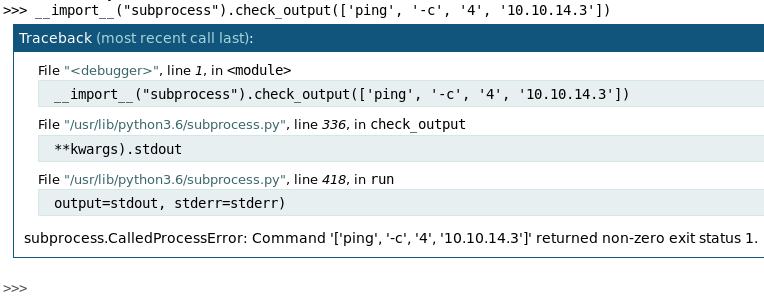 >>> __import__("subprocess").check_output(['ping', '-c', '4', '10.10.14.3'])
Traceback (most recent call last):
File "<debugger>", line 1, in <module>
__import__("subprocess").check_output(['ping', '-c', '4', '10.10.14.3'])
File "/usr/lib/python3.6/subprocess.py", line 336, in check_output
**kwargs).stdout
File "/usr/lib/python3.6/subprocess.py", line 418, in run
output=stdout, stderr=stderr)
subprocess.CalledProcessError: Command '['ping', '-c', '4', '10.10.14.3']' returned non-zero exit status 1.
>>>